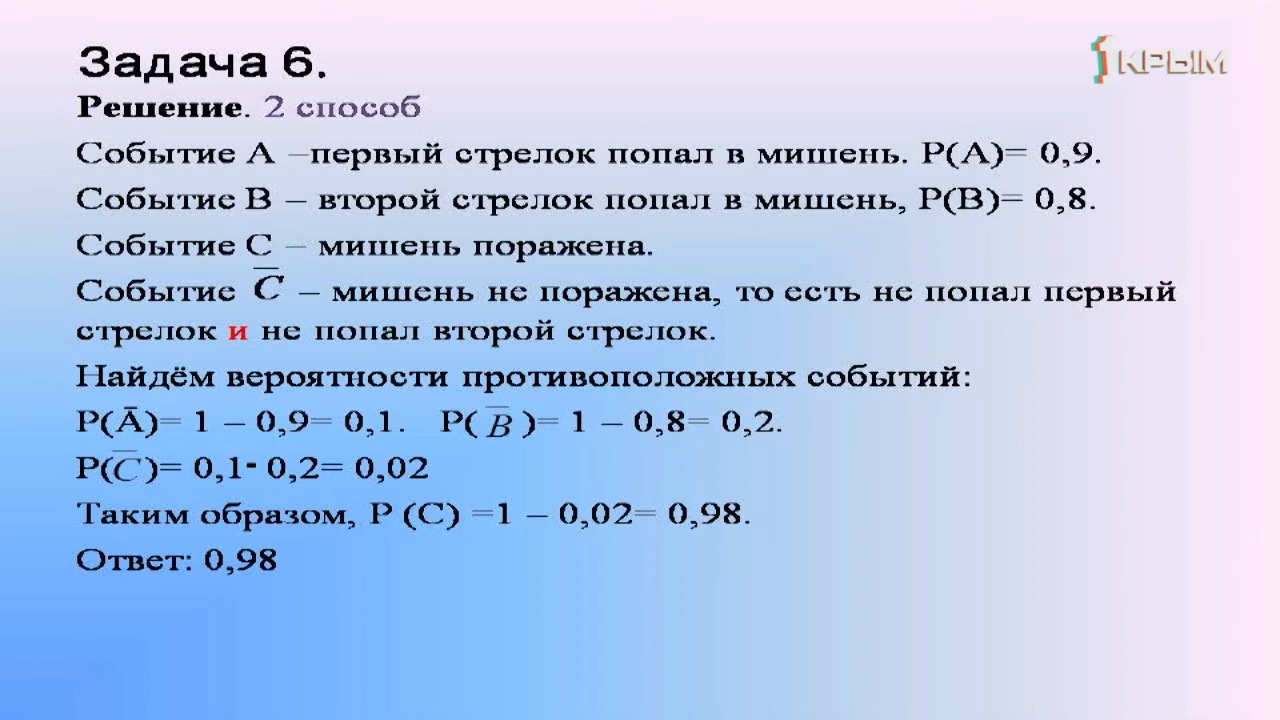 Задача 6.
КРЫМ
Решение. 2 способ
Событие А –первый стрелок попал в мишень. Р(А)= 0,9.
Событие В – второй стрелок попал в мишень, Р(В)= 0,8.
Событие С – мишень поражена.
Событие C̅ – мишень не поражена, то есть не попал первый
стрелок и не попал второй стрелок.
Найдём вероятности противоположных событий:
Р(Ā)= 1 – 0,9= 0,1. Р( B̅ )= 1 – 0,8= 0,2.
Р(C̅ )= 0,1· 0,2= 0,02
Таким образом, Р (С) =1 – 0,02= 0,98.
Ответ: 0,98